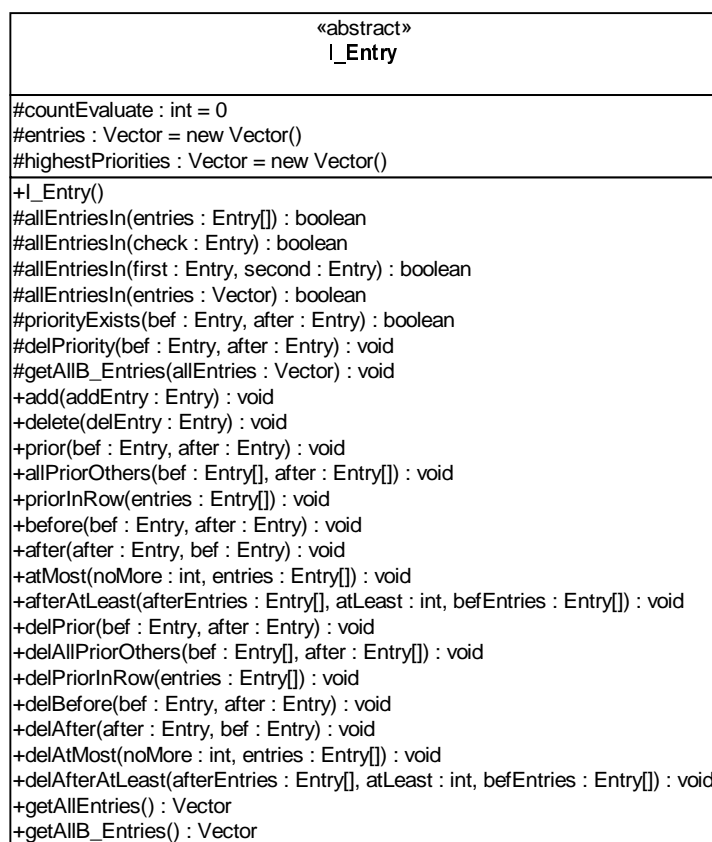 «abstract»
I_Entry
#countEvaluate : int = 0
#entries : Vector = new Vector()
#highestPriorities : Vector = new Vector()
+I_Entry()
#allEntriesIn(entries : Entry[]) : boolean
#allEntriesIn(check : Entry) : boolean
#allEntriesIn(first : Entry, second : Entry) : boolean
#allEntriesIn(entries : Vector) : boolean
#priorityExists(bef : Entry, after : Entry) : boolean
#delPriority(bef : Entry, after : Entry) : void
#getAllB_Entries(allEntries : Vector) : void
+add(addEntry : Entry) : void
+delete(delEntry : Entry) : void
+prior(bef : Entry, after : Entry) : void
+allPriorOthers(bef : Entry[], after : Entry[]) : void
+priorInRow(entries : Entry[]) : void
+before(bef : Entry, after : Entry) : void
+after(after : Entry, bef : Entry) : void
+atMost(noMore : int, entries : Entry[]) : void
+afterAtLeast(afterEntries : Entry[], atLeast : int, befEntries : Entry[]) : void
+delPrior(bef : Entry, after : Entry) : void
+delAllPriorOthers(bef : Entry[], after : Entry[]) : void
+delPriorInRow(entries : Entry[]) : void
+delBefore(bef : Entry, after : Entry) : void
+delAfter(after : Entry, bef : Entry) : void
+delAtMost(noMore : int, entries : Entry[]) : void
+delAfterAtLeast(afterEntries : Entry[], atLeast : int, befEntries : Entry[]) : void
+getAllEntries() : Vector
+getAllB_Entries() : Vector